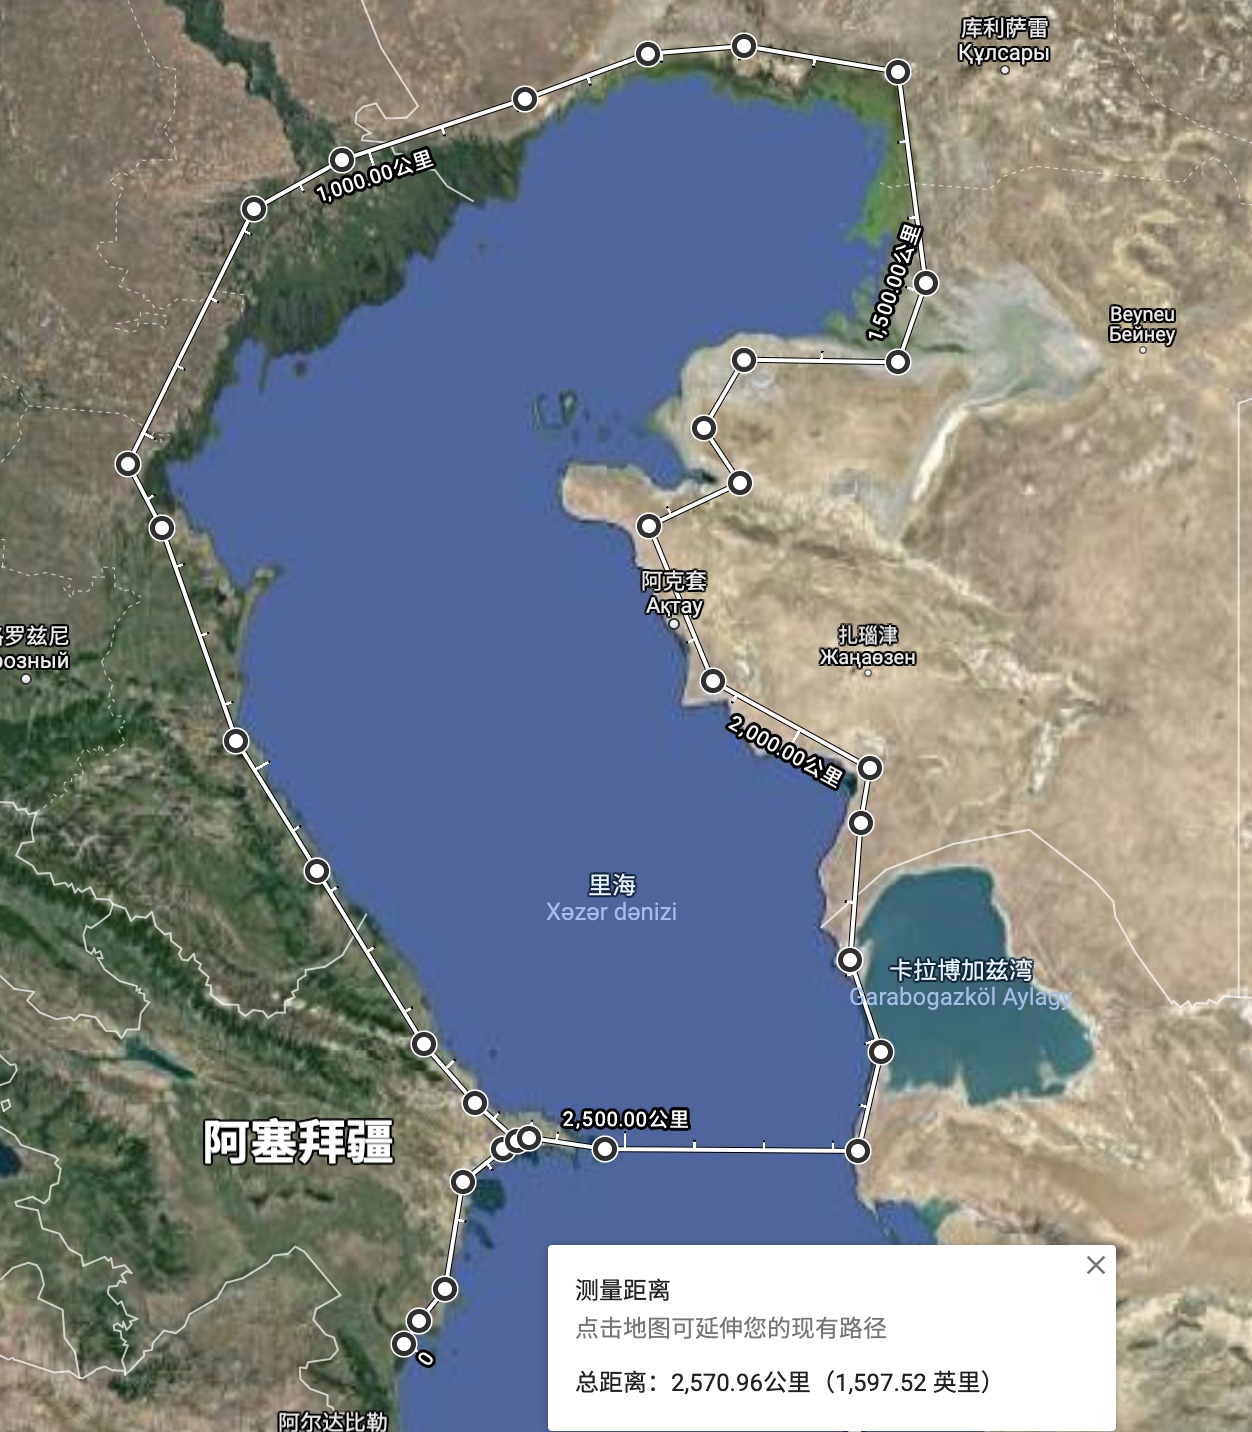 库利萨雷
Құлсары
1,000.00公里
1,500.00公里
Beyneu
Бейнеу
阿克套
Ақтау
罗兹尼
розный
扎瑙津
Жаңаөзен
2,000.00公里
里海
Xəzər dənizi
卡拉博加兹湾
Garabogazköl Aylagy
2,500.00公里
阿塞拜疆
测量距离
点击地图可延伸您的现有路径
总距离：2,570.96公里（1,597.52 英里）
0
阿尔达比勒